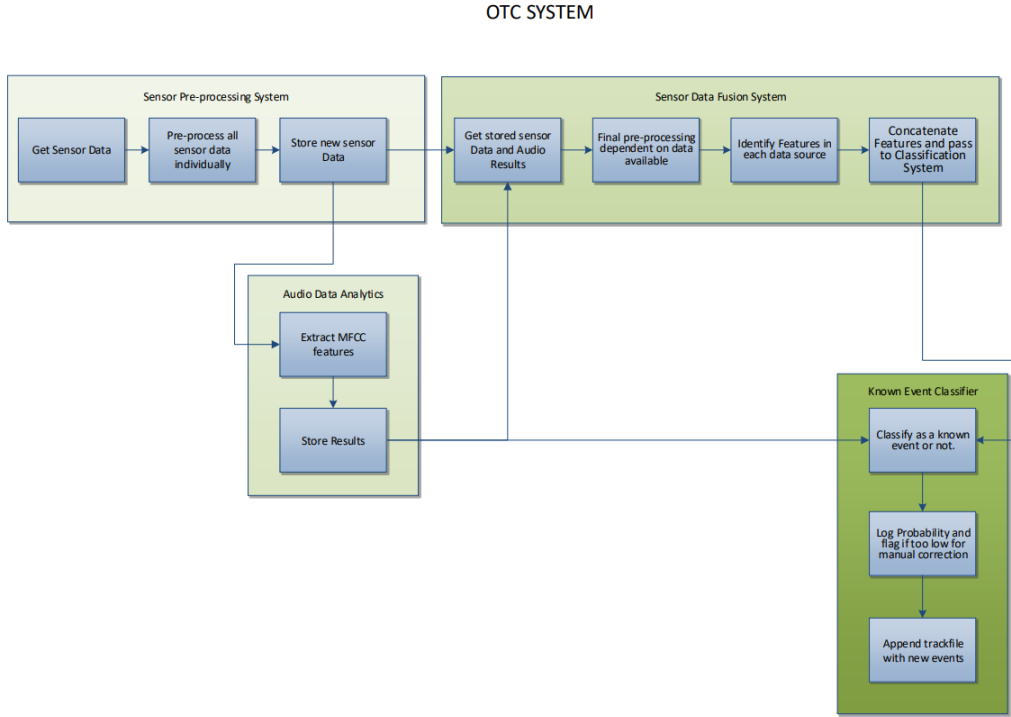 OTC SYSTEM
Sensor Pre-processing System
Get Sensor Data
Pre-process all
sensor data
individually
Store new sensor
Data
Sensor Data Fusion System
Get stored sensor
Data and Audio
Results
Final pre-processing
dependent on data
available
Identify Features in
each data source
Concatenate
Features and pass
to Classification
System
Audio Data Analytics
Extract MFCC
features
Store Results
Known Event Classifier
Classify as a known
event or not.
Log Probability and
flag if too low for
manual correction
Append trackfile
with new events